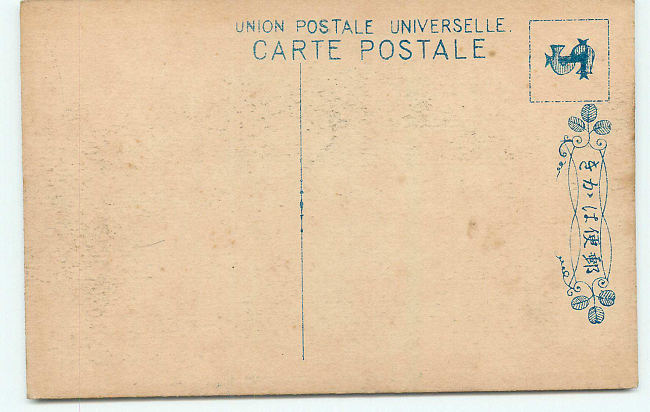 UNION POSTALE UNIVERSELLE.
CARTE POSTALE
郵便はかき